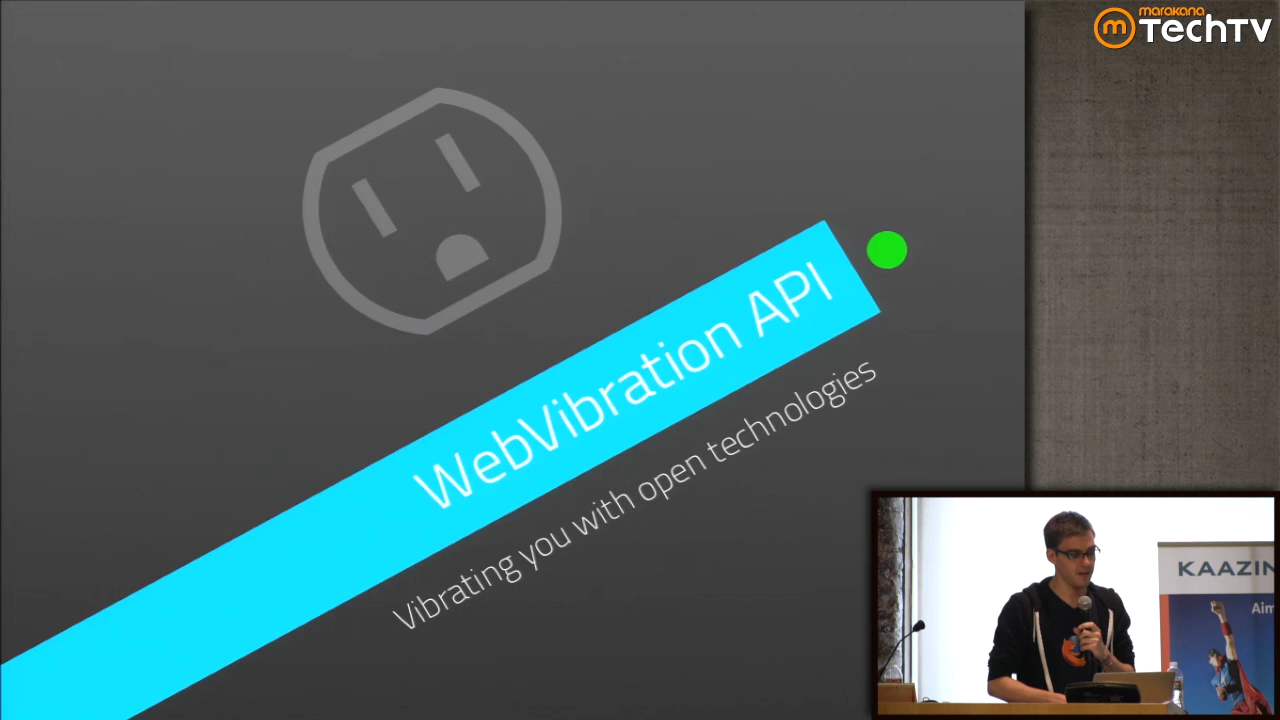 marakana
m TechTV
WebVibration API
Vibrating you with open technologies
KAAZIN
Aim